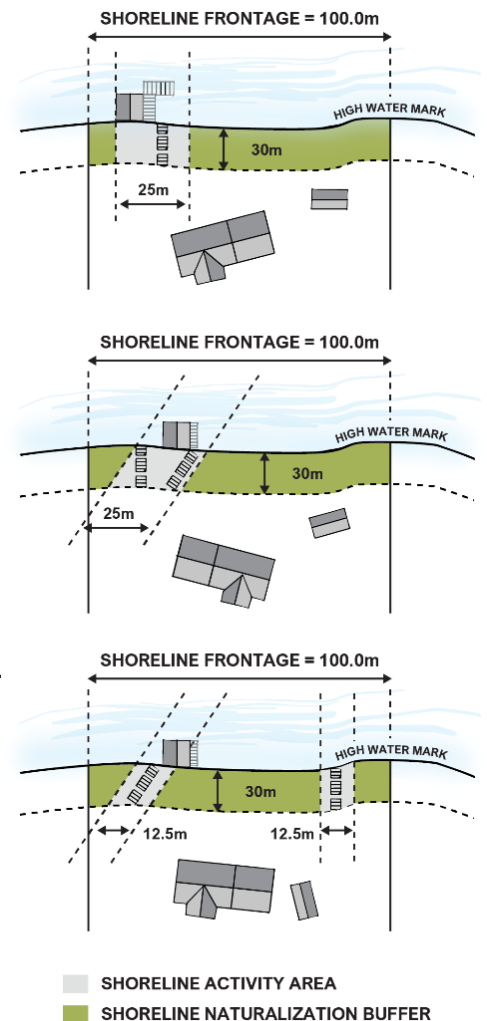 SHORELINE FRONTAGE = 100.0m
HIGH WATER MARK
30m
25m
SHORELINE FRONTAGE = 100.0m
HIGH WATER MARK
30m
25m
SHORELINE FRONTAGE = 100.0m
HIGH WATER MARK
30m
12.5m
12.5m
SHORELINE ACTIVITY AREA
SHORELINE NATURALIZATION BUFFER